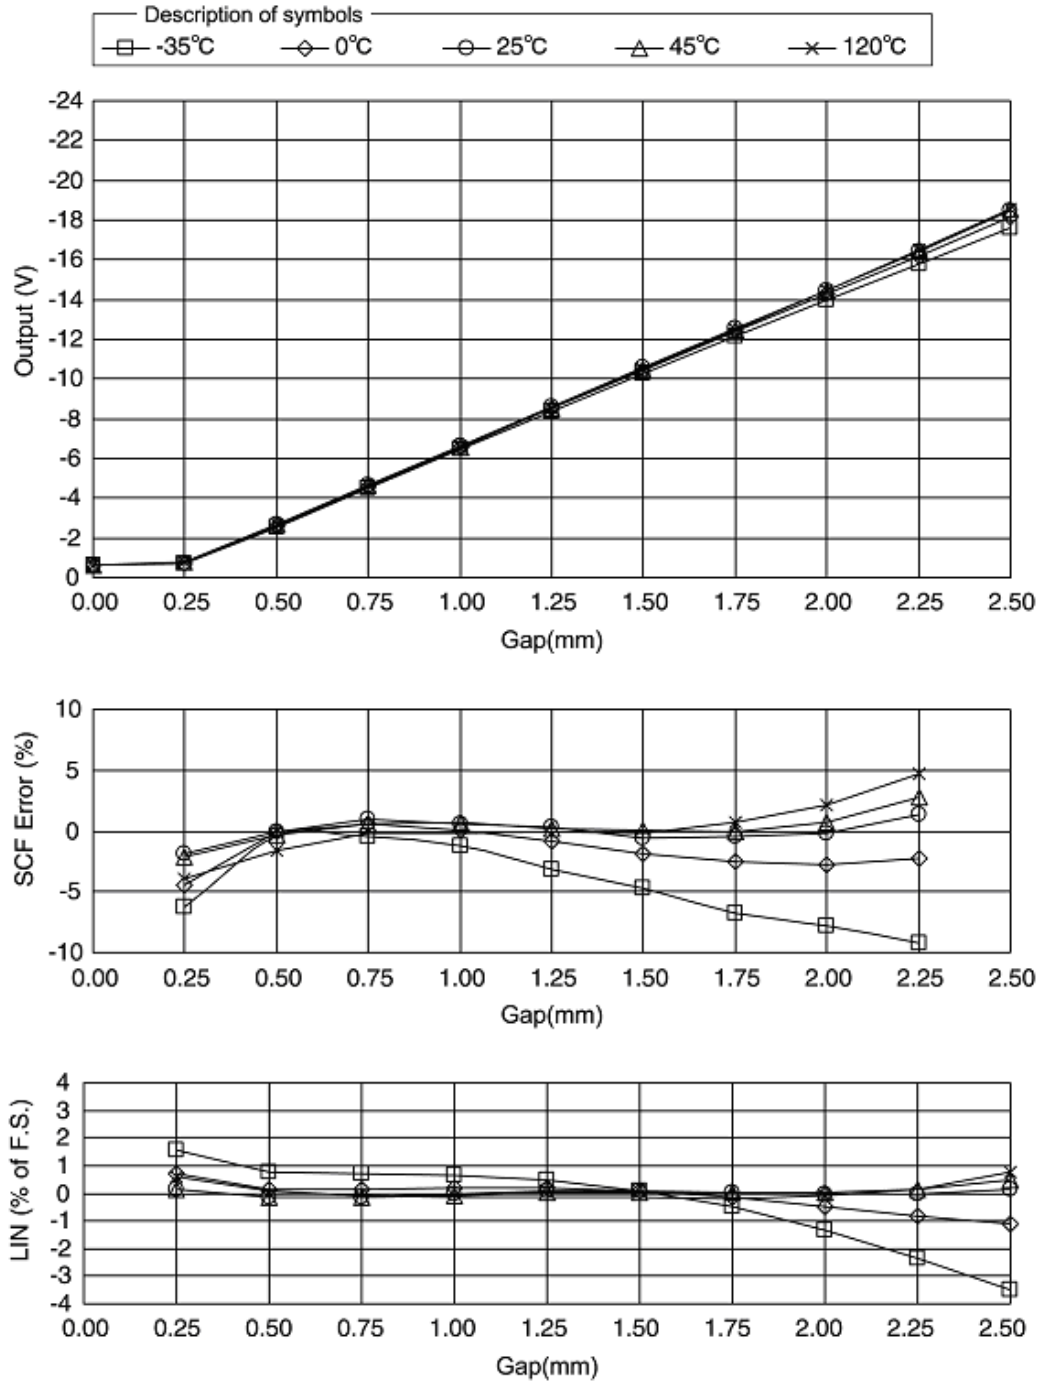 Description of symbols
-35℃ 0℃ 25℃ 45℃ 120℃
-24
-22
-20
-18
-16
-14
-12
-10
-8
-6
-4
-2
0
Output (V)
0.00 0.25 0.50 0.75 1.00 1.25 1.50 1.75 2.00 2.25 2.50
Gap(mm)
10
5
0
-5
-10
SCF Error (%)
0.00 0.25 0.50 0.75 1.00 1.25 1.50 1.75 2.00 2.25 2.50
Gap(mm)
4
3
2
1
0
-1
-2
-3
-4
LIN (% of F.S.)
0.00 0.25 0.50 0.75 1.00 1.25 1.50 1.75 2.00 2.25 2.50
Gap(mm)